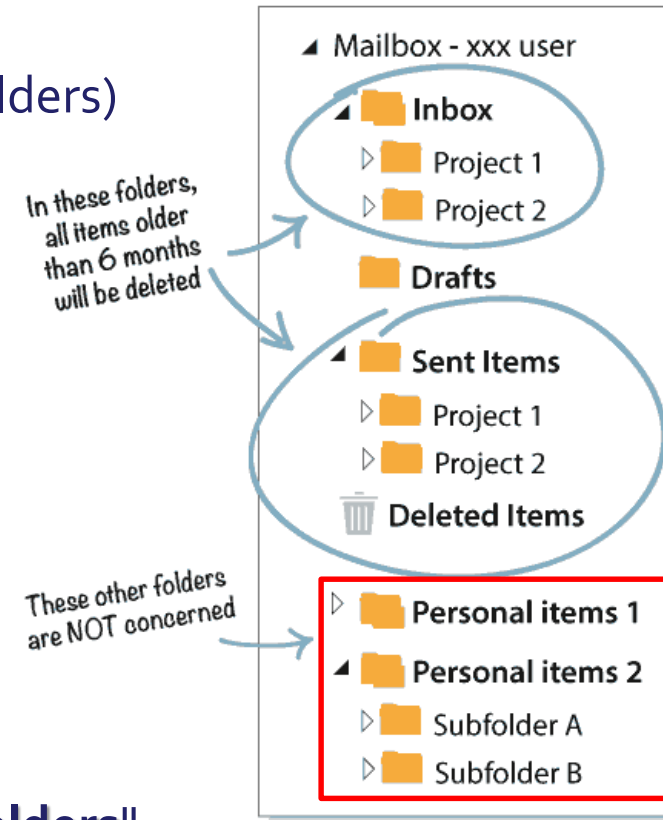 lders)
In these folders,
all items older
than 6 months
will be deleted
Mailbox - xxx user
Inbox
Project 1
Project 2
Drafts
Sent Items
Project 1
Project 2
Deleted Items
These other folders
are NOT concerned
Personal items 1
Personal items 2
Subfolder A
Subfolder B
lders"